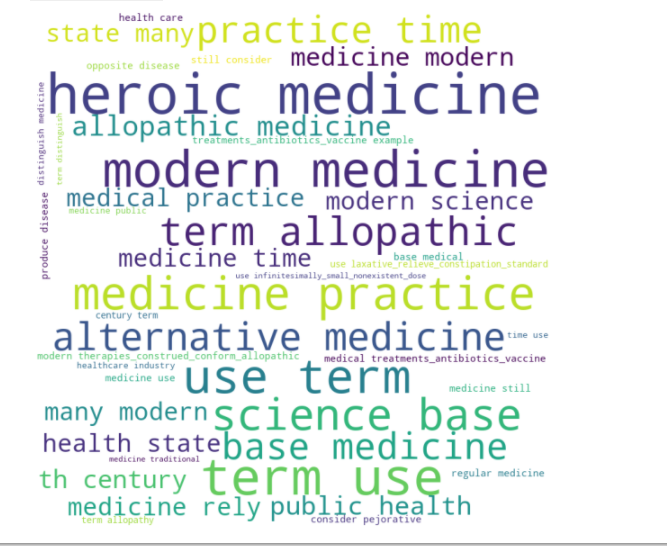 health care
state many practice time
opposite disease still consider medicine modern
heroic medicine
allopathic medicine
treatments_antibiotics_vaccine example
distinguish medicine
term distinguish
modern medicine
medical practice modern science
medicine public
produce disease
term allopathic
medicine time base medical
use laxative_relieve_constipation_standard
use infinitesimally_small_nonexistent_dose
medicine practice
century term
alternative medicine time use
modern therapies_construed_conform_allopathic medical treatments_antibiotics_vaccine
healthcare industry
medicine use use term medicine still
many modern science base
health state base medicine
medicine traditional
th century term use regular medicine
medicine rely public health
term allopathy consider pejorative